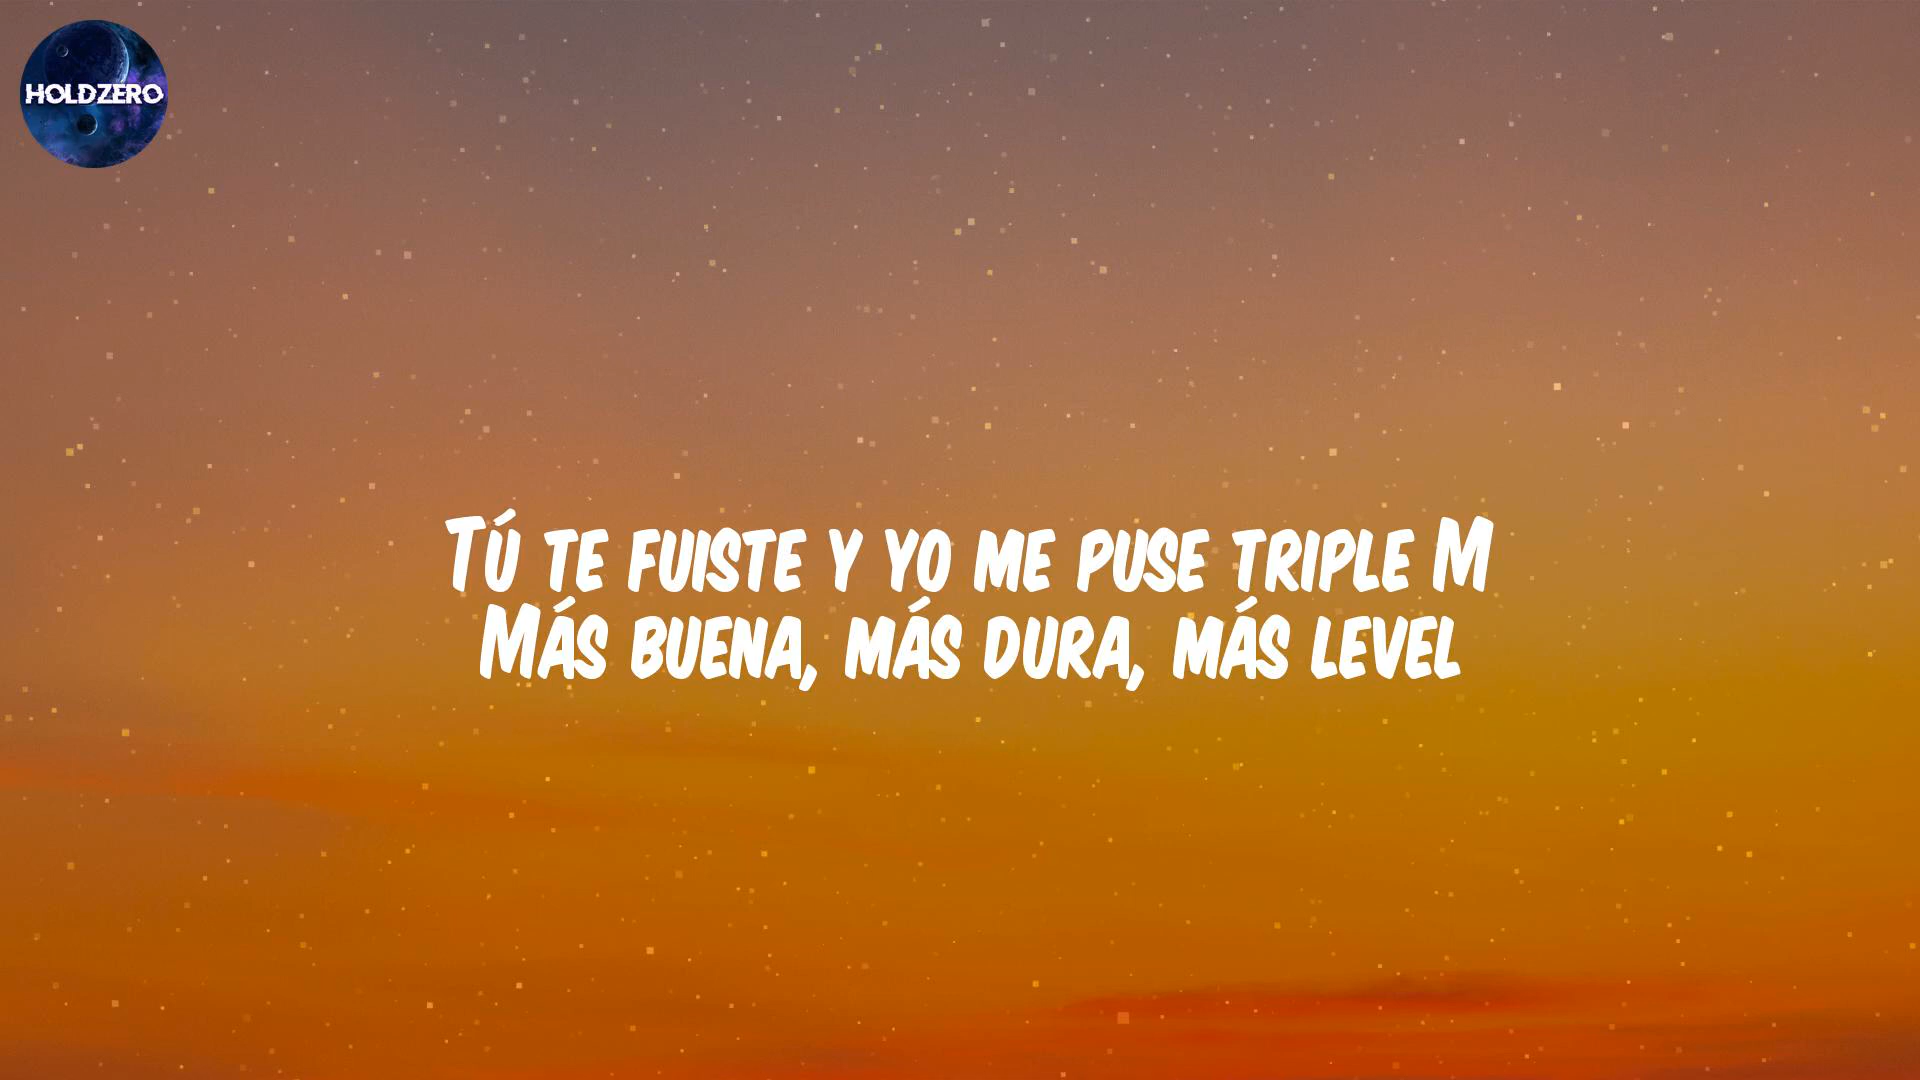 HOLDZERO
Tú te fuiste y yo me puse triple M
Más buena, más dura, más level